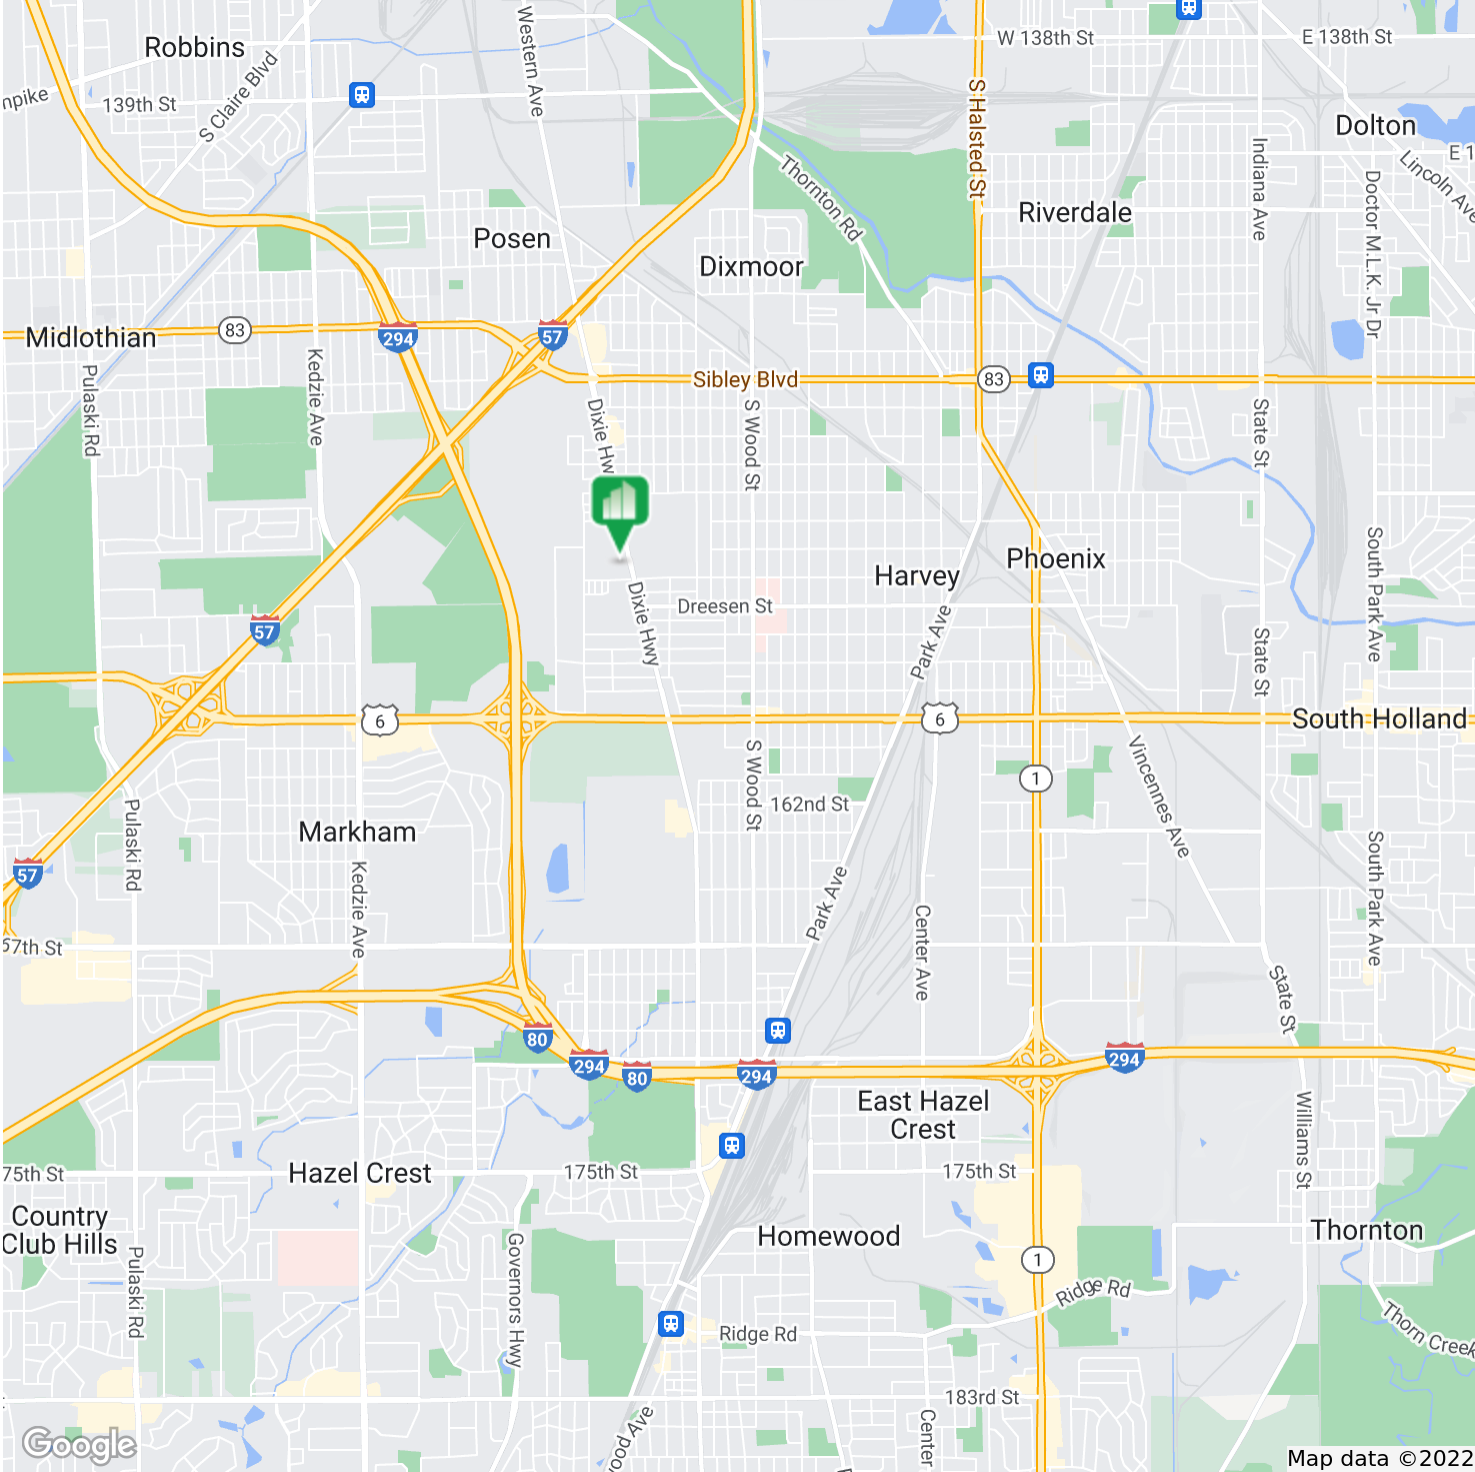 W 138th St
E 138th St
Robbins
Western Ave
S Claire Blvd
npike
139th St
S Halsted St
Dolton
E 1
Lincoln Ave
Indiana Ave
Doctor M.L.K. Jr Dr
Thornton Rd
Riverdale
Posen
Dixmoor
Midlothian
83
294
57
Sibley Blvd
83
Pulaski Rd
Kedzie Ave
Dixie Hwy
S Wood St
State St
Harvey
Phoenix
South Park Ave
Dreesen St
Dixie Hwy
Park Ave
57
State St
6
6
South Holland
S Wood St
162nd St
1
Vincennes Ave
Markham
Pulaski Rd
Kedzie Ave
57
Park Ave
Center Ave
South Park Ave
67th St
State St
80
294
80
294
294
East Hazel
Crest
Williams St
75th St
Hazel Crest
175th St
175th St
Country
Club Hills
Homewood
Thornton
Pulaski Rd
Governors Hwy
1
Ridge Rd
Ridge Rd
Thorn Creek
183rd St
Center
wood Ave
Google
Map data ©2022